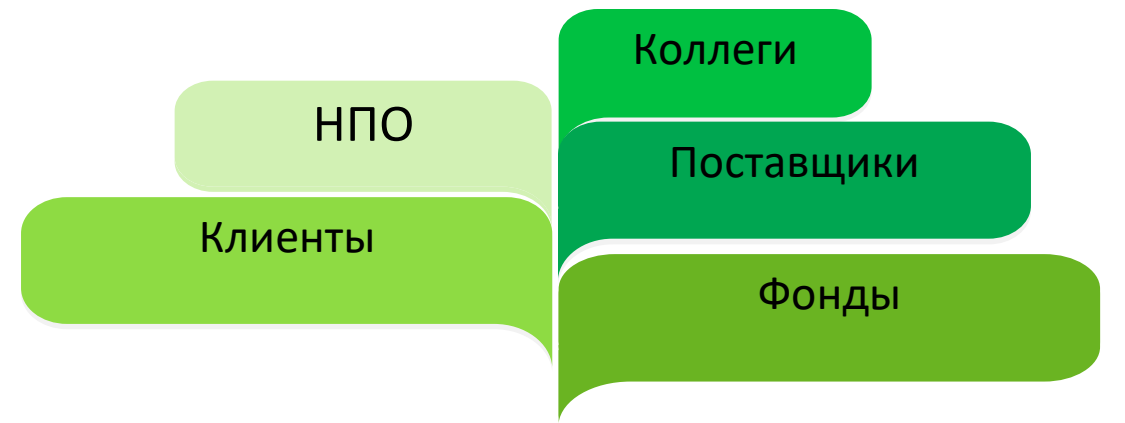 Коллеги
НПО
Поставщики
Клиенты
Фонды